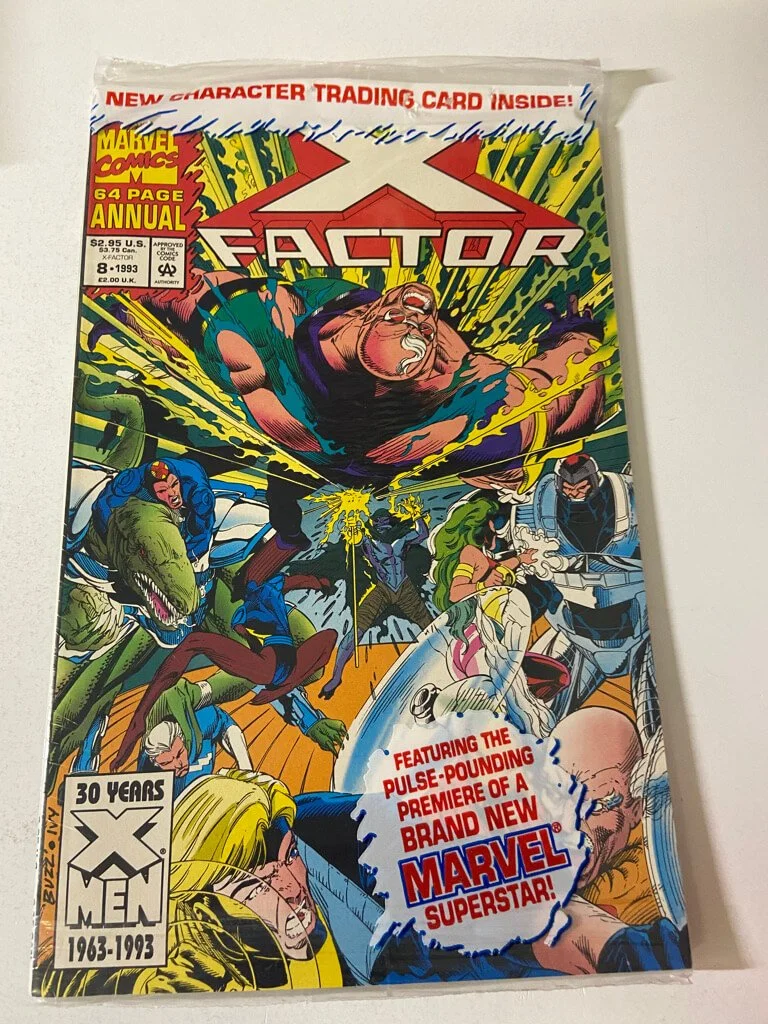 NEW CHARACTER TRADING CARD INSIDE!
MARVEL
COMICS
64 PAGE
ANNUAL
$2.95 U.S.
$3.75 Can.
X-FACTOR
8•1993
£2.00 U.K.
APPROVED
BY THE
COMICS
CODE
CA
AUTHORITY
X
FACTOR
FEATURING THE
PULSE-POUNDING
PREMIERE OF A
BRAND NEW
MARVEL®
SUPERSTAR!
30 YEARS
X
MEN®
1963-1993
BUZZ•IVY